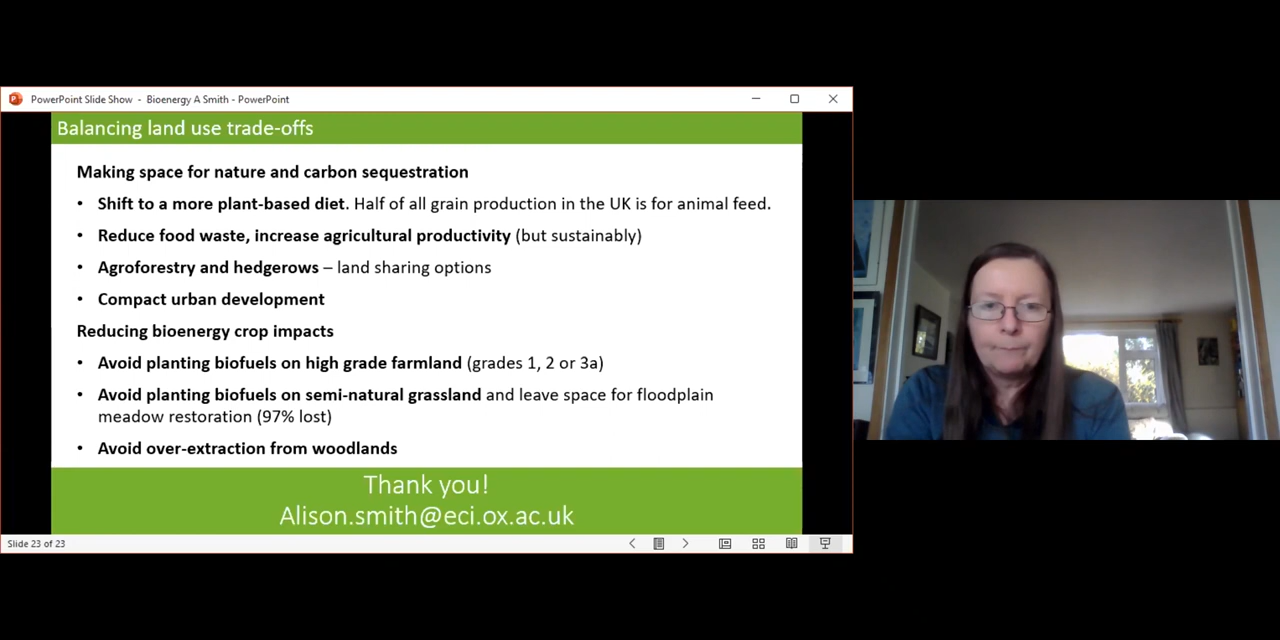 PowerPoint Slide Show - Bioenergy A Smith - PowerPoint
Balancing land use trade-offs
Making space for nature and carbon sequestration
• Shift to a more plant-based diet. Half of all grain production in the UK is for animal feed.
• Reduce food waste, increase agricultural productivity (but sustainably)
• Agroforestry and hedgerows – land sharing options
• Compact urban development
Reducing bioenergy crop impacts
• Avoid planting biofuels on high grade farmland (grades 1, 2 or 3a)
• Avoid planting biofuels on semi-natural grassland and leave space for floodplain
meadow restoration (97% lost)
• Avoid over-extraction from woodlands
Thank you!
Alison.smith@eci.ox.ac.uk
Slide 23 of 23